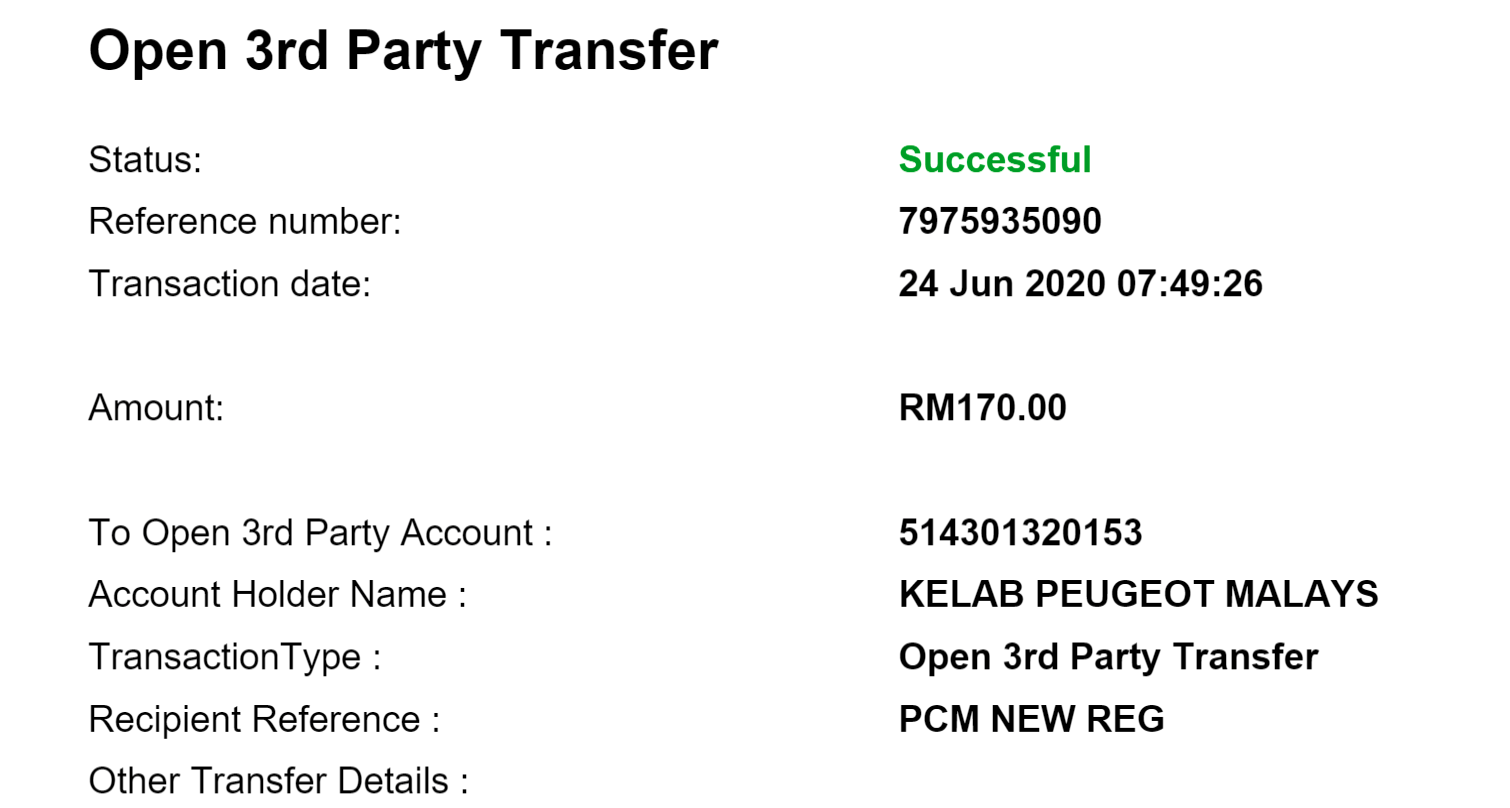 Open 3rd Party Transfer
Status: Successful
Reference number: 7975935090
Transaction date: 24 Jun 2020 07:49:26
Amount: RM170.00
To Open 3rd Party Account : 514301320153
Account Holder Name : KELAB PEUGEOT MALAYS
TransactionType : Open 3rd Party Transfer
Recipient Reference : PCM NEW REG
Other Transfer Details :